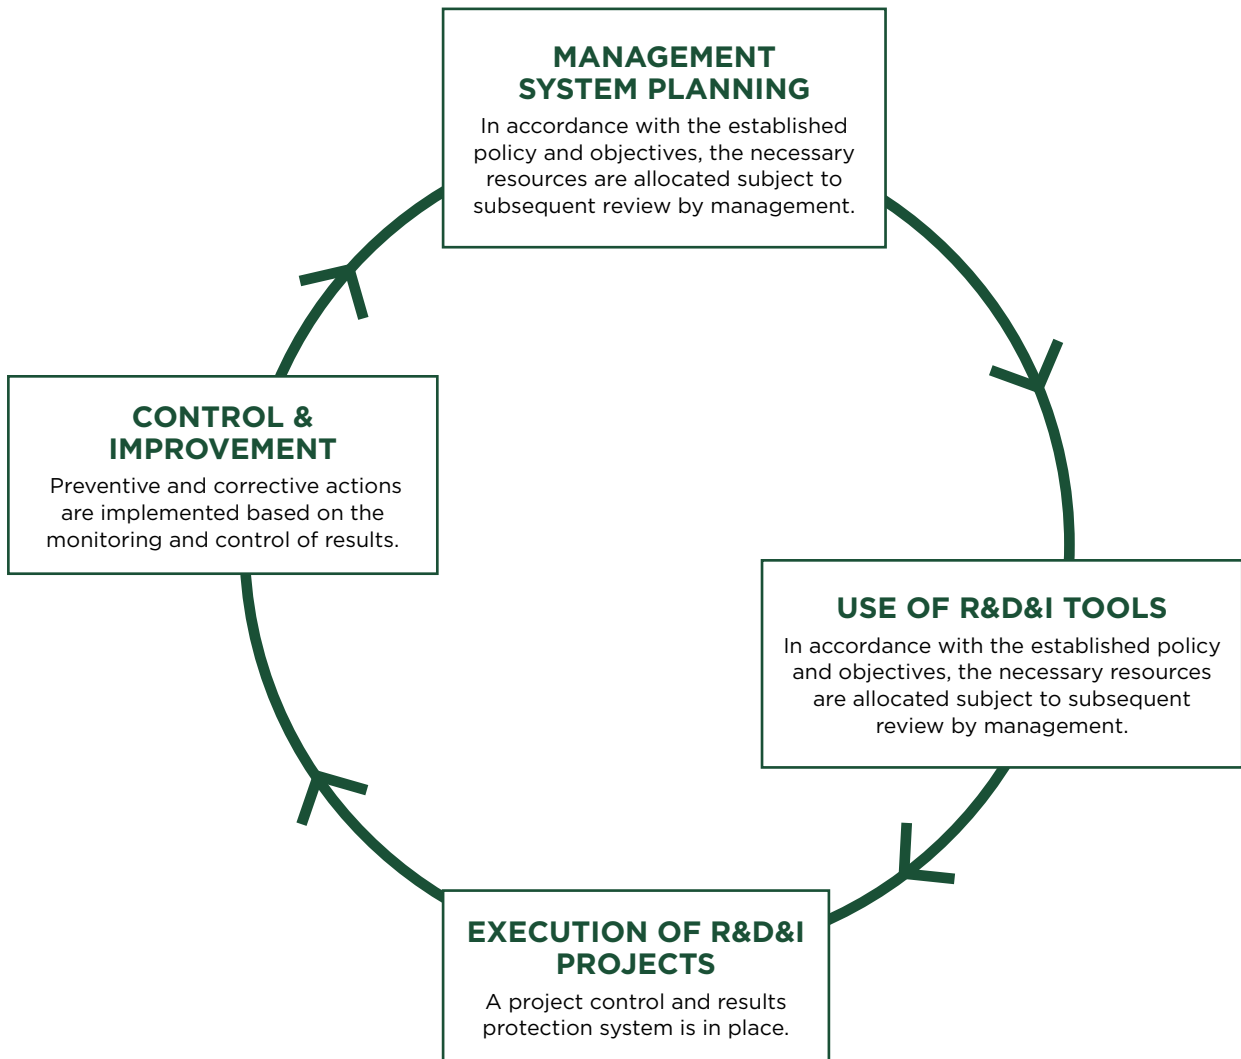 MANAGEMENT
SYSTEM PLANNING
In accordance with the established
policy and objectives, the necessary
resources are allocated subject to
subsequent review by management.
USE OF R&D&I TOOLS
In accordance with the established policy
and objectives, the necessary resources
are allocated subject to subsequent
review by management.
EXECUTION OF R&D&I
PROJECTS
A project control and results
protection system is in place.
CONTROL &
IMPROVEMENT
Preventive and corrective actions
are implemented based on the
monitoring and control of results.